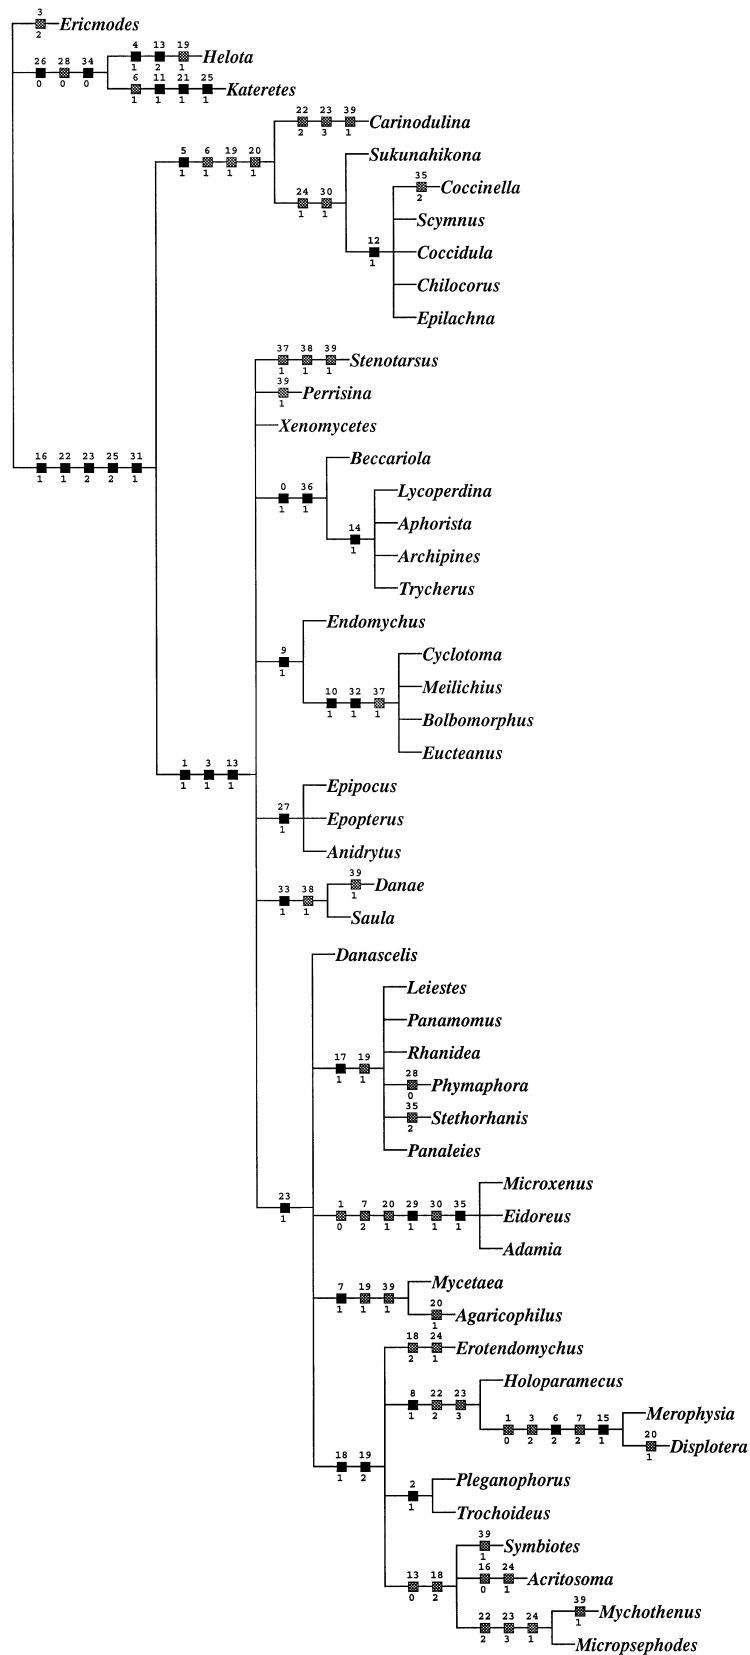 3
Ericmodes
2
4 13 19
Helota
26 28 34
1 2 1
0 0 0
6 11 21 25
Kateretes
1 1 1 1
22 23 39
Carinodulina
2 3 1
5 6 19 20
Sukunahikona
1 1 1 1
35
Coccinella
2
24 30
1 1
Scymnus
12
Coccidula
1
Chilocorus
Epilachna
37 38 39
Stenotarsus
1 1 1
39
Perrisina
1
Xenomycetes
16 22 23 25 31
Beccariola
1 2 2 1
0 36
Lycoperdina
1 1
Aphorista
14
1
Archipines
Trycherus
Endomychus
9
Cyclotoma
1
Meilichius
10 32 37
1 1 1
Bolbomorphus
Eucteanus
1 3 13
1 1 1
Epipocus
27
Epopterus
1
Anidrytus
39
Danae
33 38
1
1 1
Saula
Danascelis
Leiestes
Panamomus
17 19
Rhanidea
1 1
28
Phymaphora
0
35
Stethorhanis
2
Panaleies
Microxenus
23
1
1 7 20 29 30 35
Eidoreus
0 2 1 1 1 1
Adamia
7 19 39
Mycetaea
1 1 1
20
Agaricophilus
1
18 24
Erotendomychus
2 1
Holoparamecus
8 22 23
1 2 3
1 3 6 7 15
Merophysia
0 2 2 2 1
20
Displotera
1
18 19
1 2
Pleganophorus
2
1
Trochoideus
39
Symbiotes
1
13 18
16 24
Acritosoma
0 2
0 1
39
Mychothenus
22 23 24
1
2 3 1
Micropsephodes